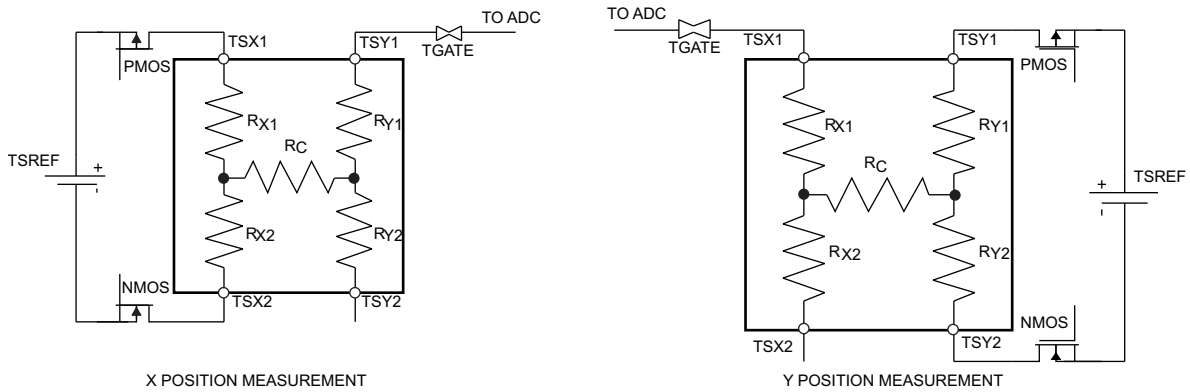 TO ADC
TSX1
TSY1
TGATE
PMOS
RX1
RY1
RC
TSREF
+
-
RX2
RY2
NMOS
TSX2
TSY2
X POSITION MEASUREMENT
TO ADC
TGATE
TSX1
TSY1
PMOS
RX1
RY1
RC
TSREF
+
-
RX2
RY2
NMOS
TSX2
TSY2
Y POSITION MEASUREMENT